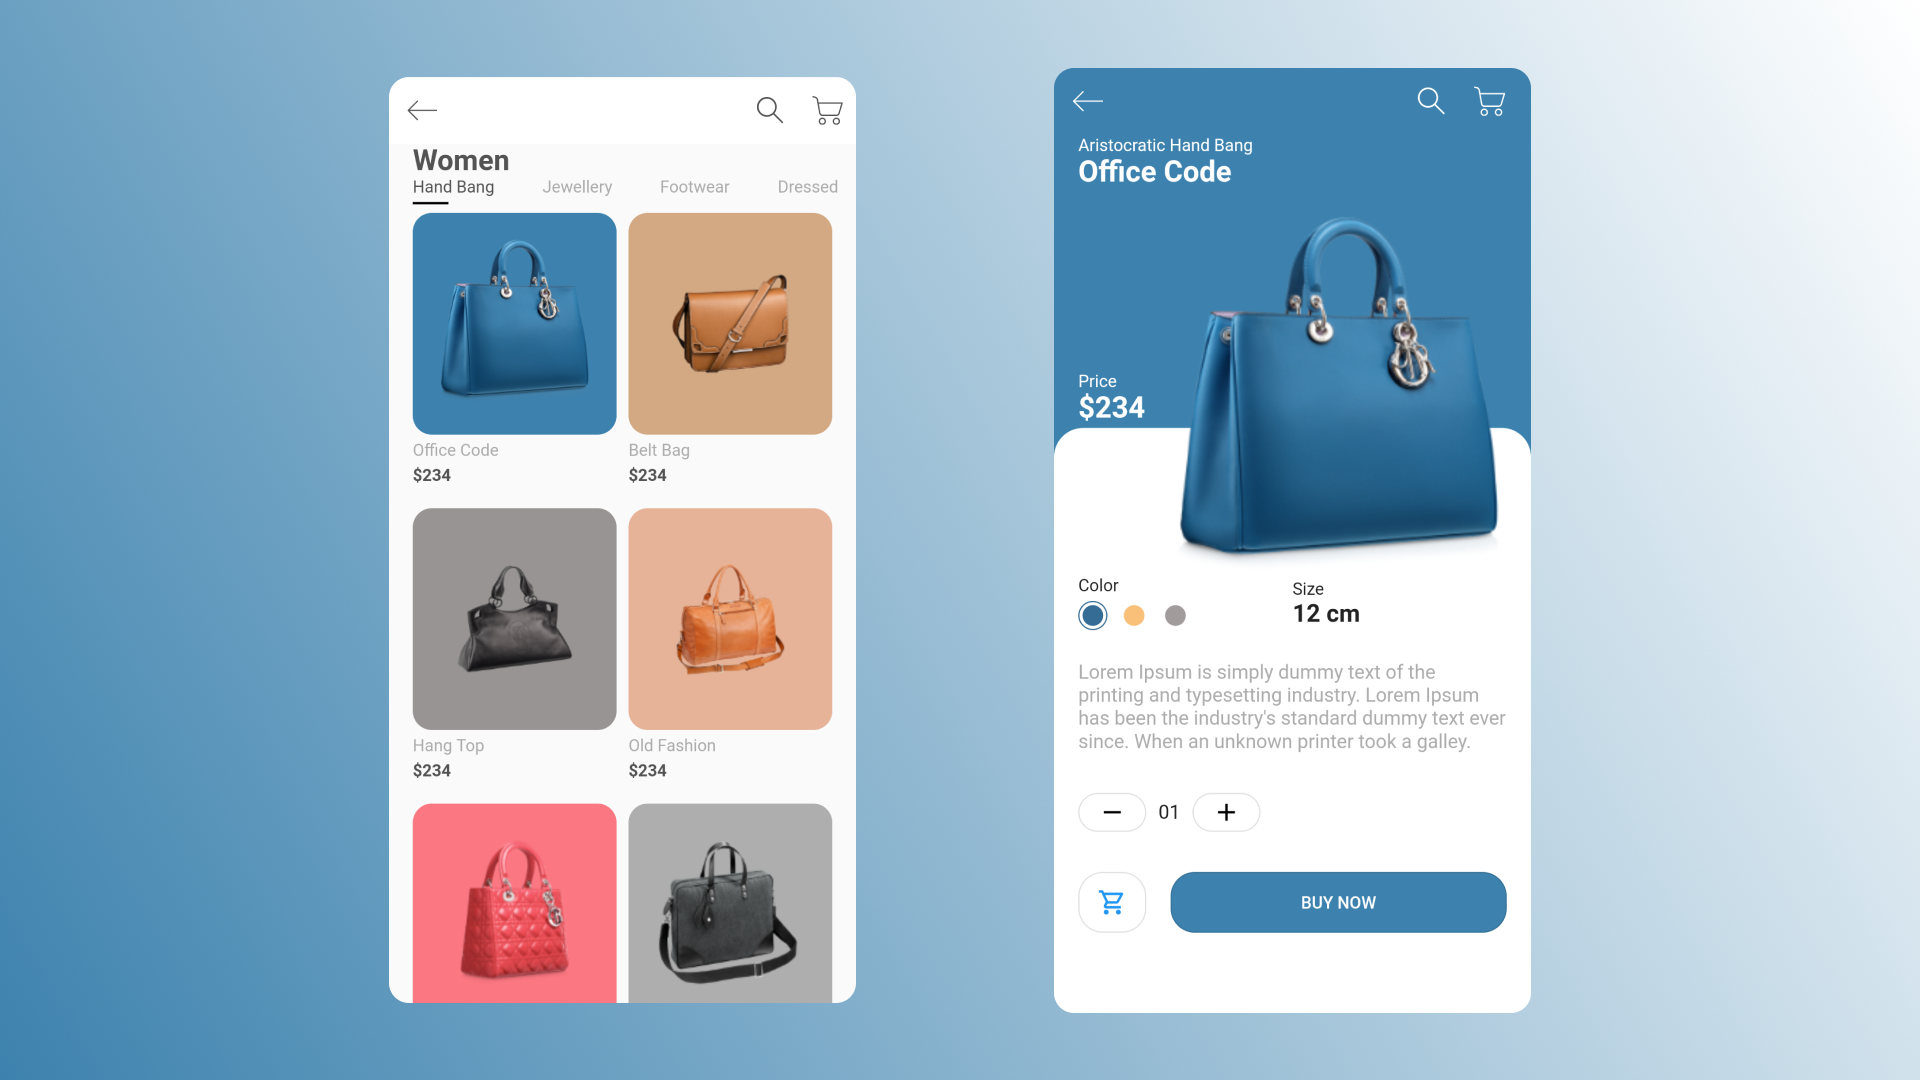 Women
Hand Bang Jewellery Footwear Dressed
Office Code
$234
Belt Bag
$234
Hang Top
$234
Old Fashion
$234
Aristocratic Hand Bang
Office Code
Price
$234
Color
Size
12 cm
Lorem Ipsum is simply dummy text of the
printing and typesetting industry. Lorem Ipsum
has been the industry's standard dummy text ever
since. When an unknown printer took a galley.
01
BUY NOW